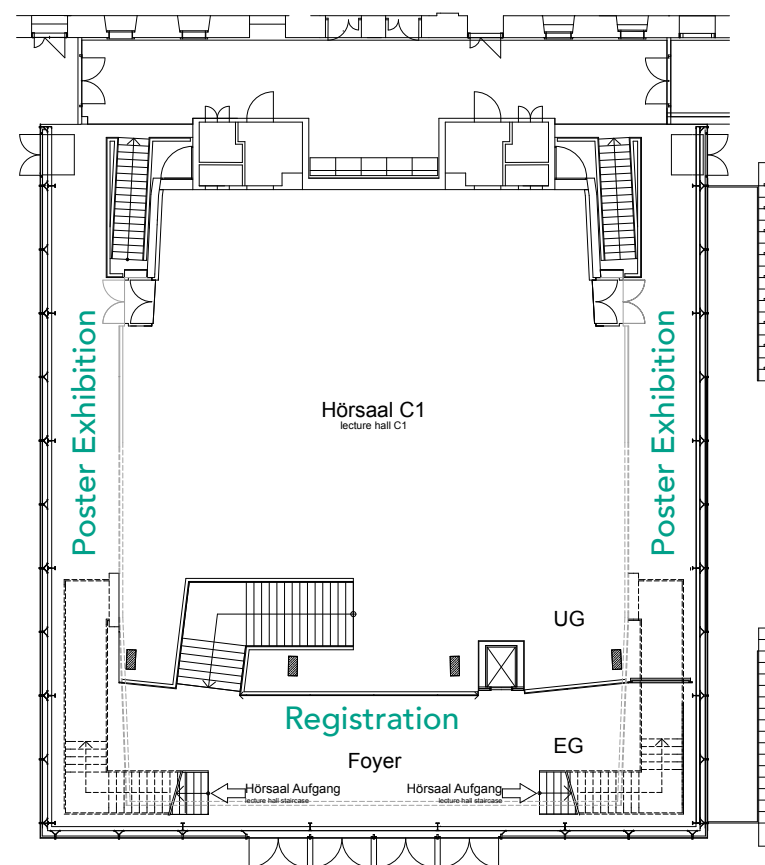 Poster Exhibition
Hörsaal C1
lecture hall C1
Poster Exhibition
UG
Registration
Foyer
EG
Hörsaal Aufgang
lecture hall staircase
Hörsaal Aufgang
lecture hall staircase